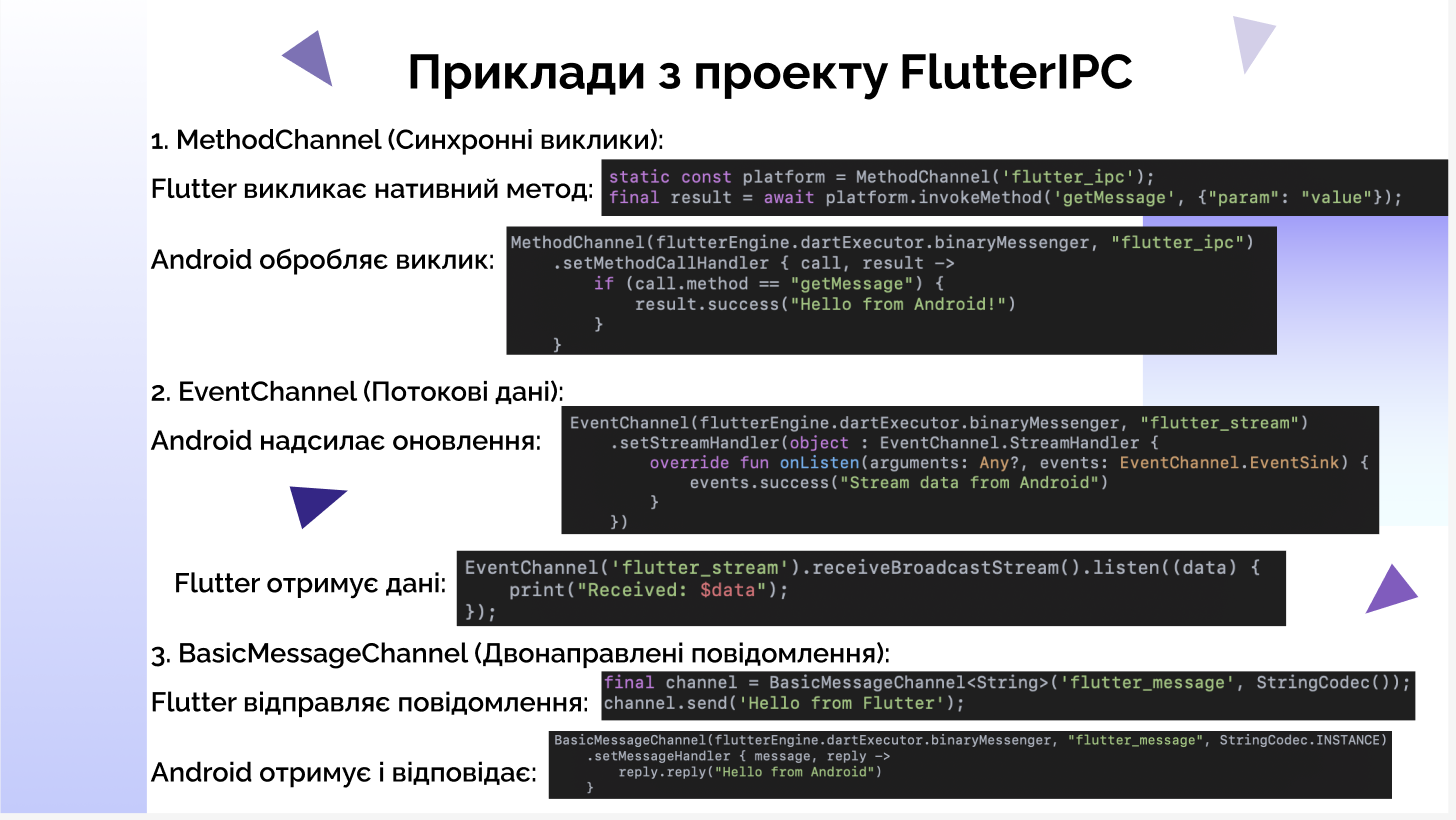 Приклади з проекту FlutterIPC
1. MethodChannel (Синхронні виклики):
Flutter викликає нативний метод:
static const platform = MethodChannel('flutter_ipc');
final result = await platform.invokeMethod('getMessage', {"param": "value"});
Android обробляє виклик:
MethodChannel(flutterEngine.dartExecutor.binaryMessenger, "flutter_ipc")
    .setMethodCallHandler { call, result ->
        if (call.method == "getMessage") {
            result.success("Hello from Android!")
        }
    }
2. EventChannel (Потокові дані):
Android надсилає оновлення:
EventChannel(flutterEngine.dartExecutor.binaryMessenger, "flutter_stream")
    .setStreamHandler(object : EventChannel.StreamHandler {
        override fun onListen(arguments: Any?, events: EventChannel.EventSink) {
            events.success("Stream data from Android")
        }
    })
Flutter отримує дані:
EventChannel('flutter_stream').receiveBroadcastStream().listen((data) {
    print("Received: $data");
});
3. BasicMessageChannel (Двонаправлені повідомлення):
Flutter відправляє повідомлення:
final channel = BasicMessageChannel<String>('flutter_message', StringCodec());
channel.send('Hello from Flutter');
Android отримує і відповідає:
BasicMessageChannel(flutterEngine.dartExecutor.binaryMessenger, "flutter_message", StringCodec.INSTANCE)
    .setMessageHandler { message, reply ->
        reply.reply("Hello from Android")
    }